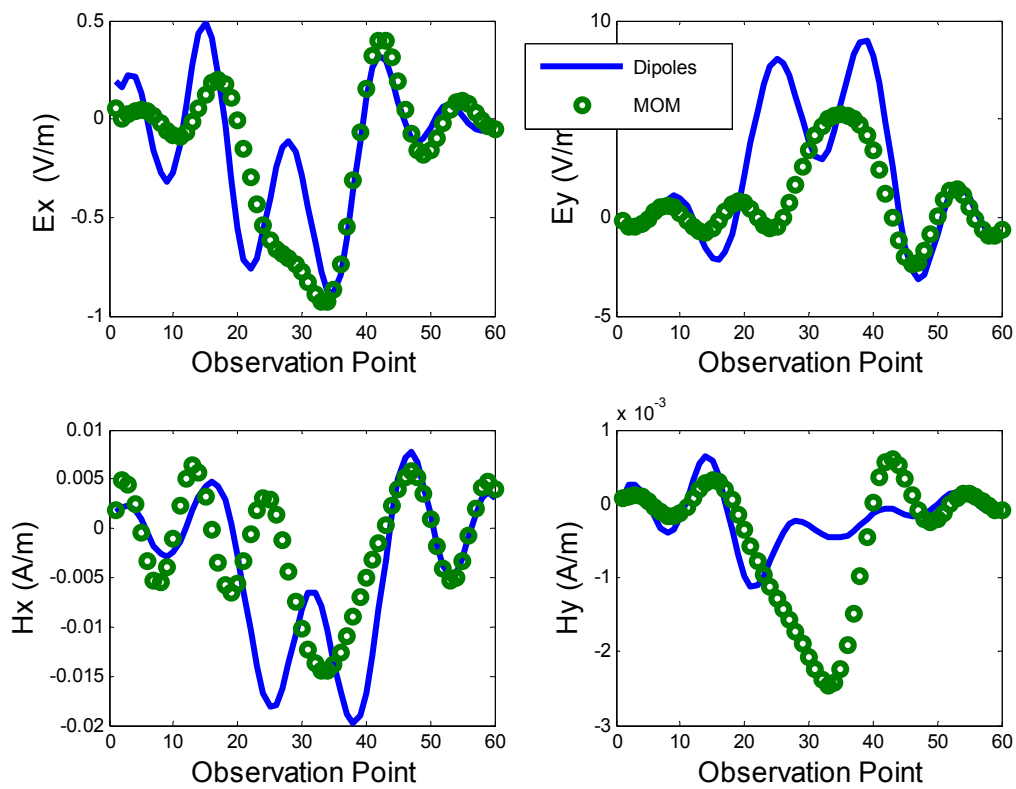 0.5
0
-0.5
-1
Ex (V/m)
0 10 20 30 40 50 60
Observation Point
10
5
0
-5
Ey (V/m)
Dipoles
MOM
0 10 20 30 40 50 60
Observation Point
0.01
0.005
0
-0.005
-0.01
-0.015
-0.02
Hx (A/m)
0 10 20 30 40 50 60
Observation Point
x 10-3
1
0
-1
-2
-3
Hy (A/m)
0 10 20 30 40 50 60
Observation Point